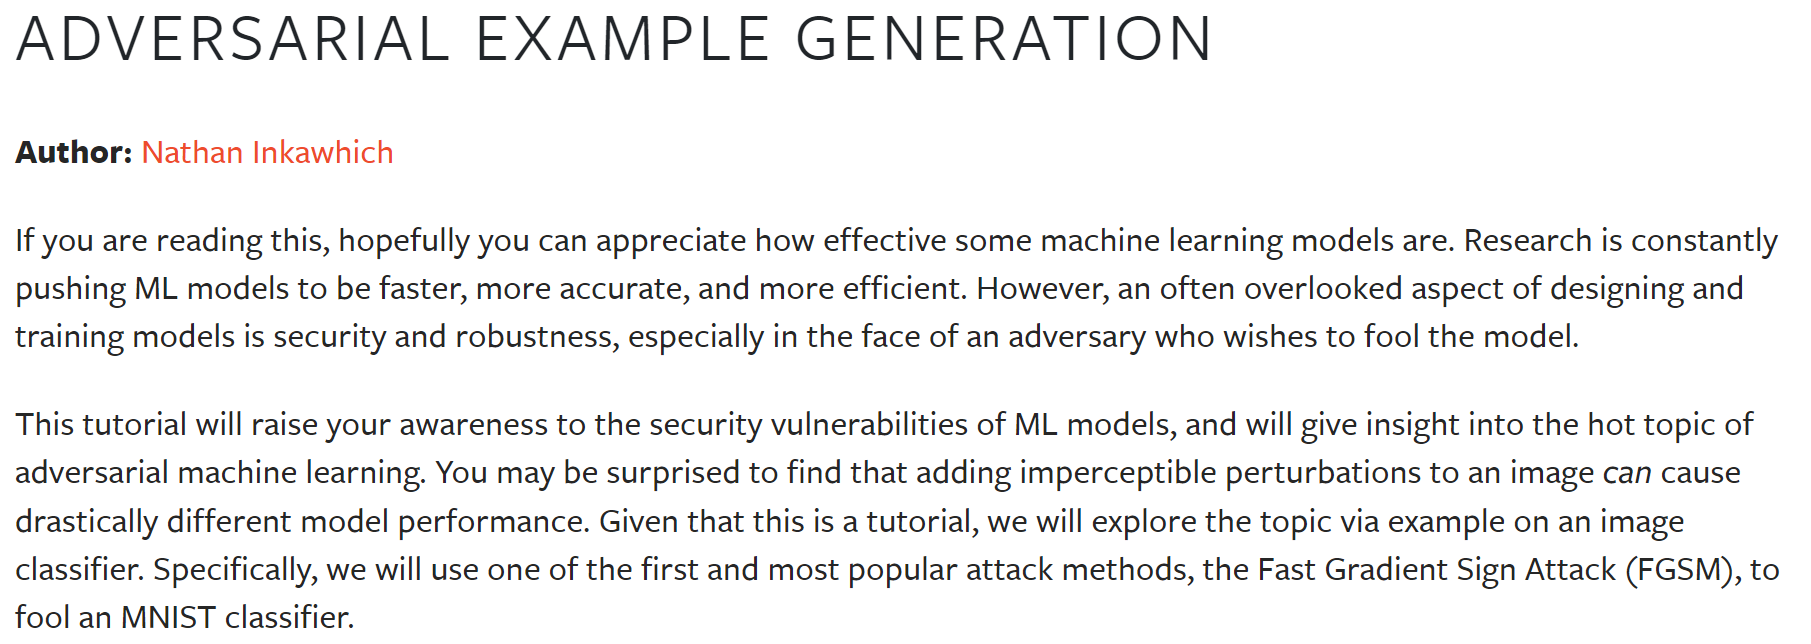 ADVERSARIAL EXAMPLE GENERATION
Author: Nathan Inkawhich
If you are reading this, hopefully you can appreciate how effective some machine learning models are. Research is constantly
pushing ML models to be faster, more accurate, and more efficient. However, an often overlooked aspect of designing and
training models is security and robustness, especially in the face of an adversary who wishes to fool the model.
This tutorial will raise your awareness to the security vulnerabilities of ML models, and will give insight into the hot topic of
adversarial machine learning. You may be surprised to find that adding imperceptible perturbations to an image can cause
drastically different model performance. Given that this is a tutorial, we will explore the topic via example on an image
classifier. Specifically, we will use one of the first and most popular attack methods, the Fast Gradient Sign Attack (FGSM), to
fool an MNIST classifier.